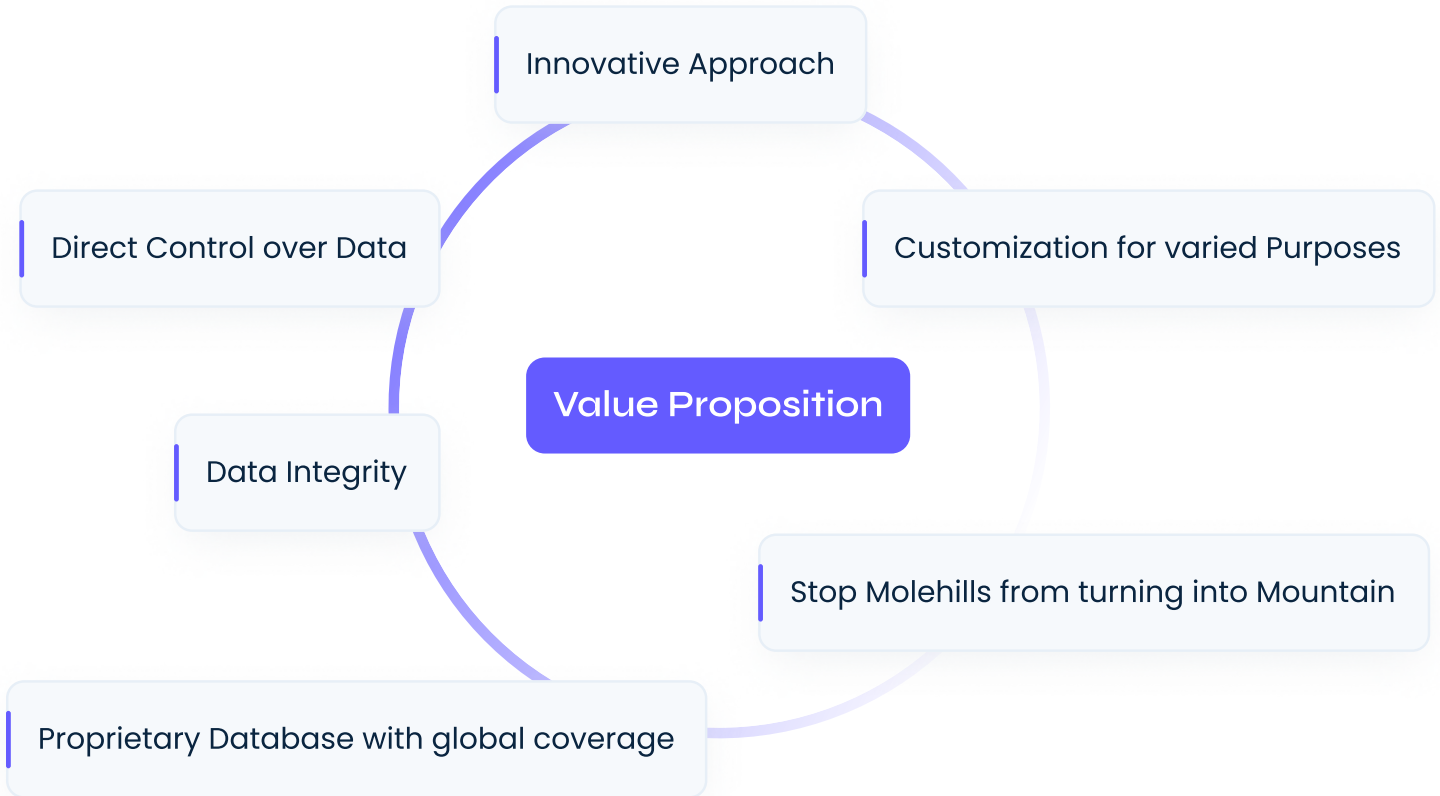 Innovative Approach
Direct Control over Data
Customization for varied Purposes
Value Proposition
Data Integrity
Stop Molehills from turning into Mountain
Proprietary Database with global coverage